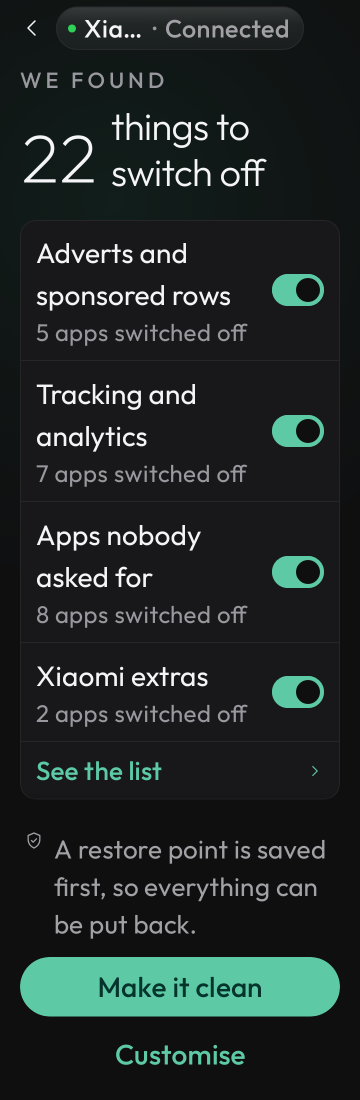 Xia... · Connected
WE FOUND
22 things to
switch off
Adverts and
sponsored rows
5 apps switched off
Tracking and
analytics
7 apps switched off
Apps nobody
asked for
8 apps switched off
Xiaomi extras
2 apps switched off
See the list
A restore point is saved
first, so everything can
be put back.
Make it clean
Customise